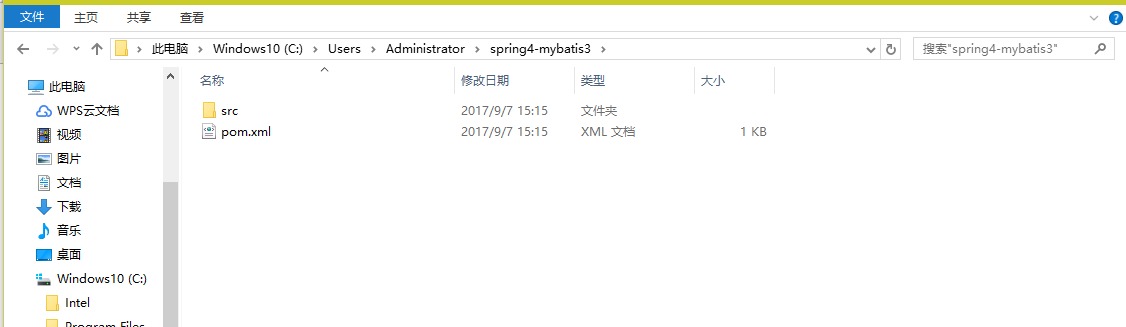 文件 主页 共享 查看
此电脑 Windows10 (C:) Users Administrator spring4-mybatis3 搜索"spring4-mybatis3"
名称 修改日期 类型 大小
此电脑
WPS云文档
视频
图片
文档
下载
音乐
桌面
Windows10 (C:)
Intel
Program Files
src 2017/9/7 15:15 文件夹
pom.xml 2017/9/7 15:15 XML 文档 1 KB